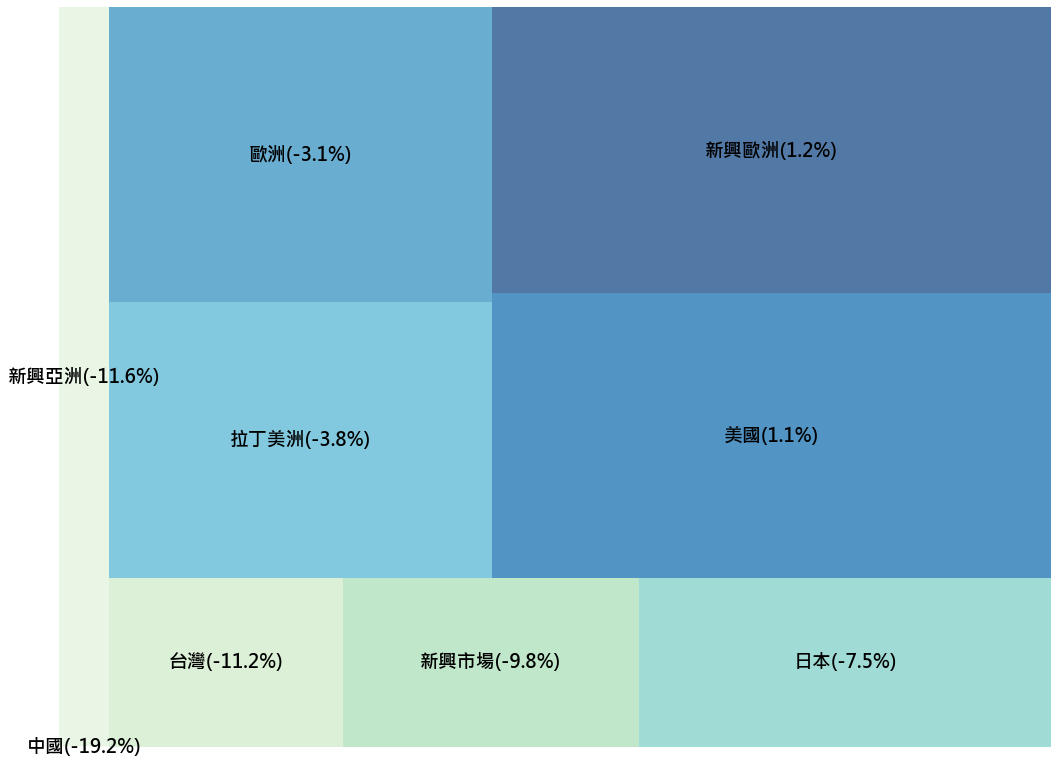 歐洲(-3.1%)
新興歐洲(1.2%)
新興亞洲(-11.6%)
拉丁美洲(-3.8%)
美國(1.1%)
台灣(-11.2%)
新興市場(-9.8%)
日本(-7.5%)
中國(-19.2%)